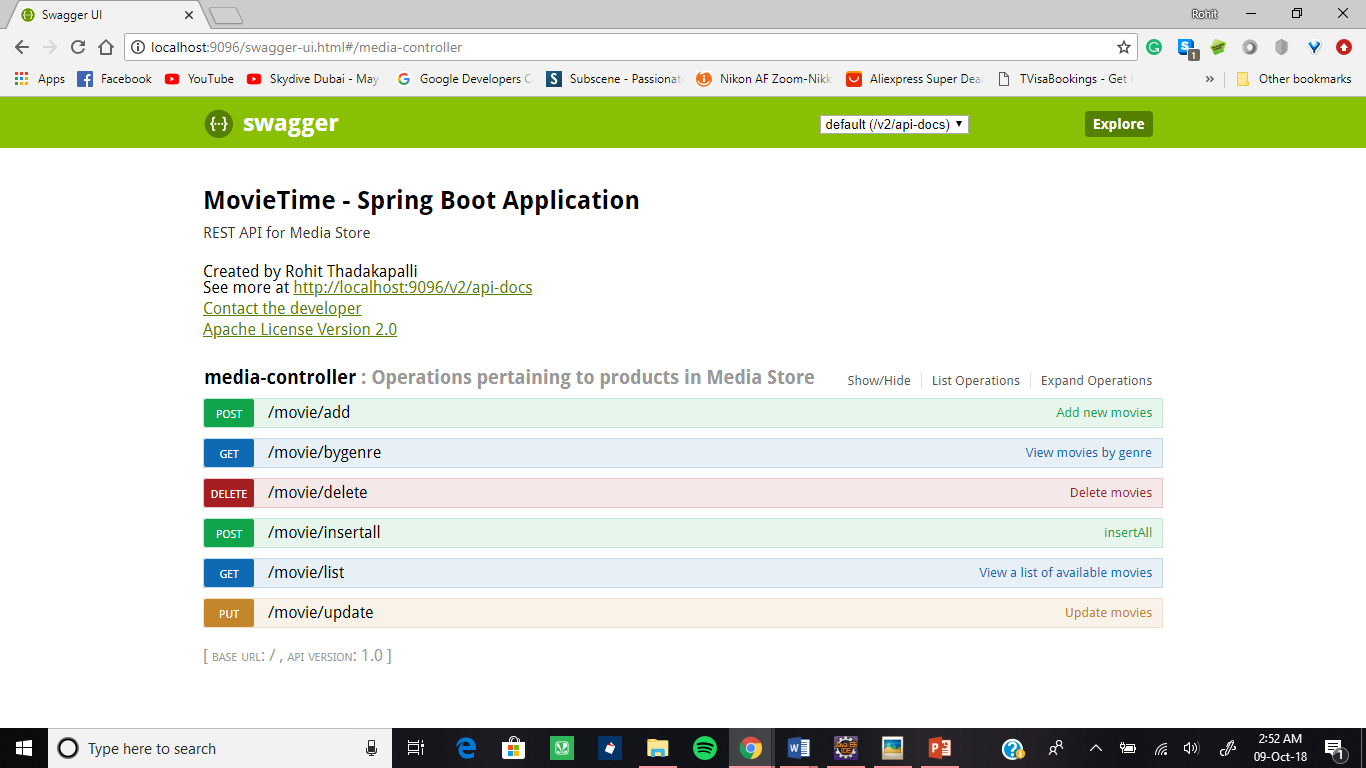 Swagger UI
Rohit
localhost:9096/swagger-ui.html#/media-controller
1
Apps Facebook YouTube Skydive Dubai - May Google Developers C Subscene - Passionat Nikon AF Zoom-Nikk Aliexpress Super Dea TVisaBookings - Get » Other bookmarks
{···} swagger
default (/v2/api-docs)
Explore
MovieTime - Spring Boot Application
REST API for Media Store
Created by Rohit Thadakapalli
See more at http://localhost:9096/v2/api-docs
Contact the developer
Apache License Version 2.0
media-controller : Operations pertaining to products in Media Store
Show/Hide List Operations Expand Operations
POST /movie/add Add new movies
GET /movie/bygenre View movies by genre
DELETE /movie/delete Delete movies
POST /movie/insertall insertAll
GET /movie/list View a list of available movies
PUT /movie/update Update movies
[ BASE URL: / , API VERSION: 1.0 ]
Type here to search
2:52 AM
09-Oct-18
1